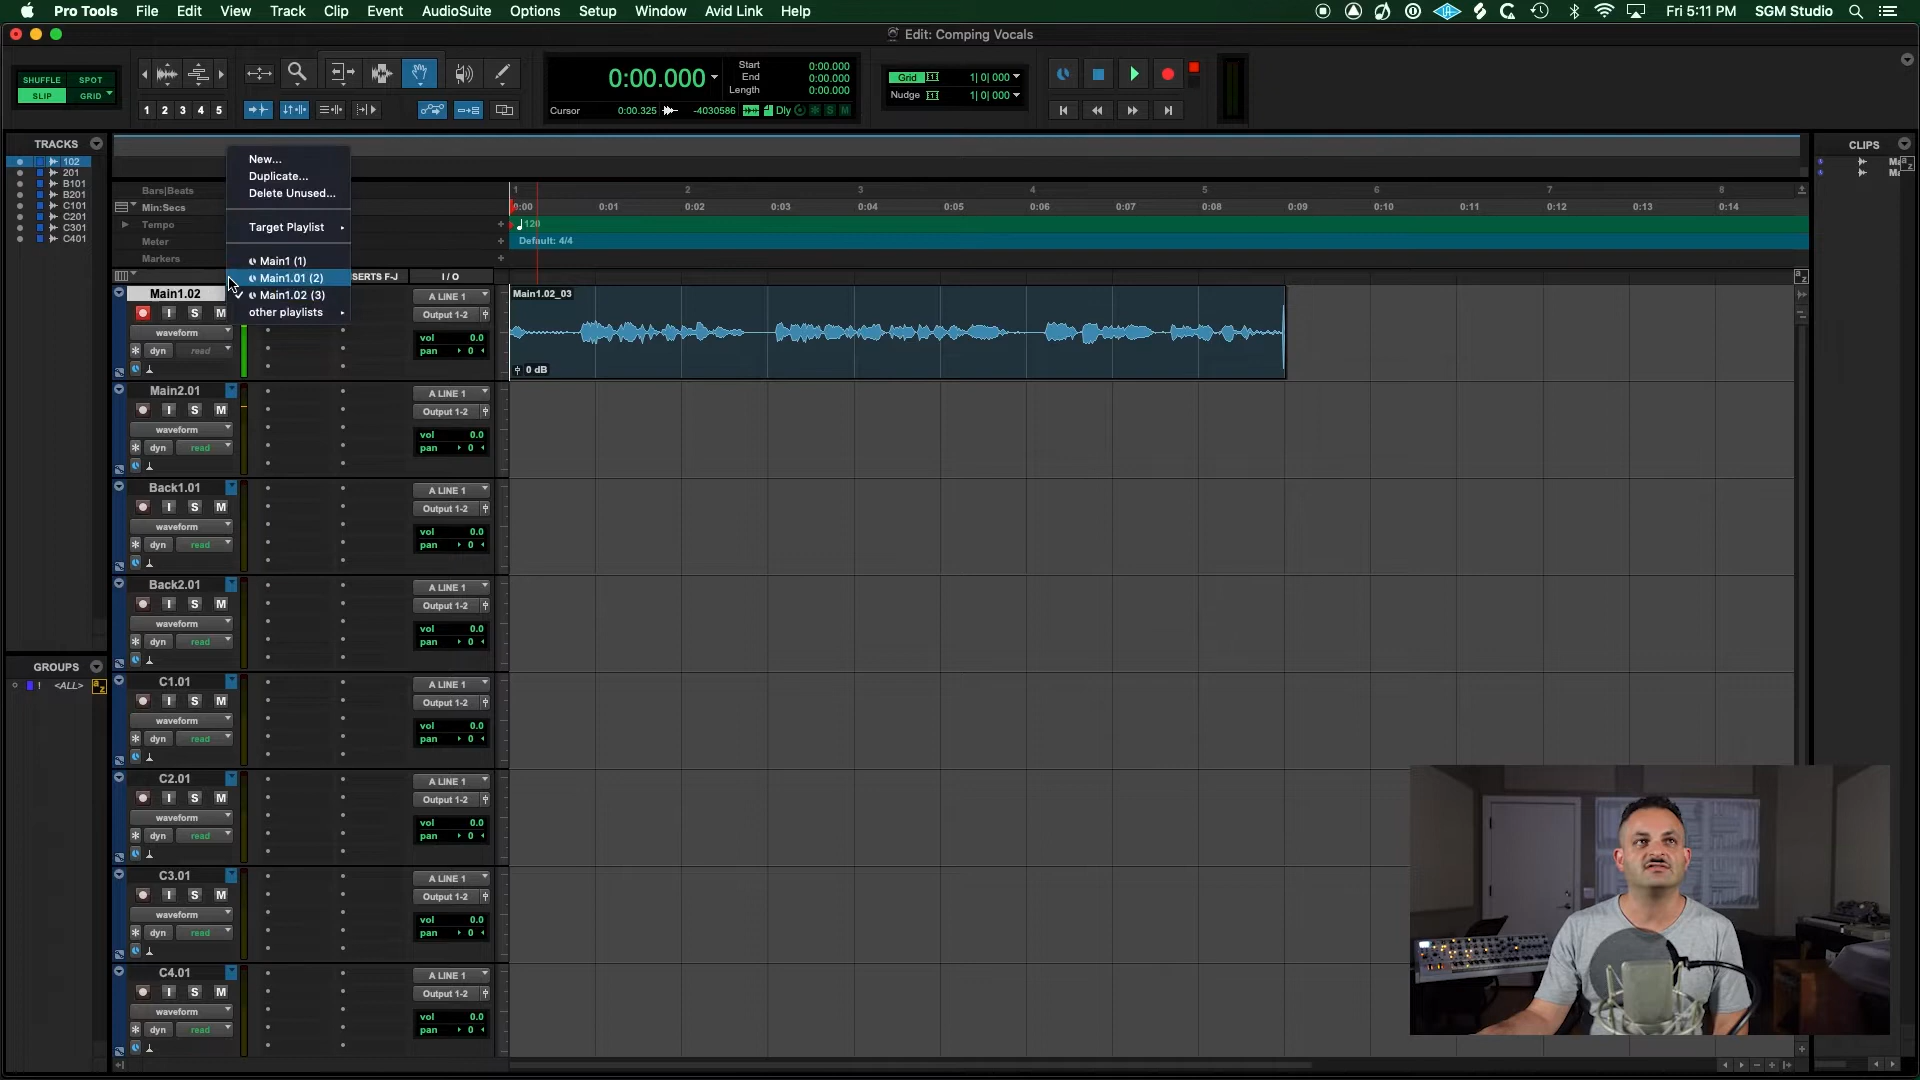 Pro Tools File Edit View Track Clip Event AudioSuite Options Setup Window Avid Link Help Fri 5:11 PM SGM Studio
Edit: Comping Vocals
SHUFFLE SPOT
SLIP GRID
1 2 3 4 5
0:00.000
Start 0:00.000
End 0:00.000
Length 0:00.000
Cursor 0:00.325 -4030586 Dly S M
Grid 1| 0| 000
Nudge 1| 0| 000
TRACKS
102
201
B101
B201
C101
C201
C301
C401
GROUPS
! <ALL> a z
CLIPS
New...
Duplicate...
Delete Unused...
Target Playlist
Main1 (1)
Main1.01 (2)
Main1.02 (3)
other playlists
Bars|Beats 1 2 3 4 5 6 7 8
Min:Secs 0:00 0:01 0:02 0:03 0:04 0:05 0:06 0:07 0:08 0:09 0:10 0:11 0:12 0:13 0:14
Tempo 120
Meter Default: 4/4
Markers
SERTS F-J I / O
Main1.02 A LINE 1 Main1.02_03
I S M Output 1-2
waveform vol 0.0
dyn read pan 0
0 dB
Main2.01 A LINE 1
I S M Output 1-2
waveform vol 0.0
dyn read pan 0
Back1.01 A LINE 1
I S M Output 1-2
waveform vol 0.0
dyn read pan 0
Back2.01 A LINE 1
I S M Output 1-2
waveform vol 0.0
dyn read pan 0
C1.01 A LINE 1
I S M Output 1-2
waveform vol 0.0
dyn read pan 0
C2.01 A LINE 1
I S M Output 1-2
waveform vol 0.0
dyn read pan 0
C3.01 A LINE 1
I S M Output 1-2
waveform vol 0.0
dyn read pan 0
C4.01 A LINE 1
I S M Output 1-2
waveform vol 0.0
dyn read pan 0